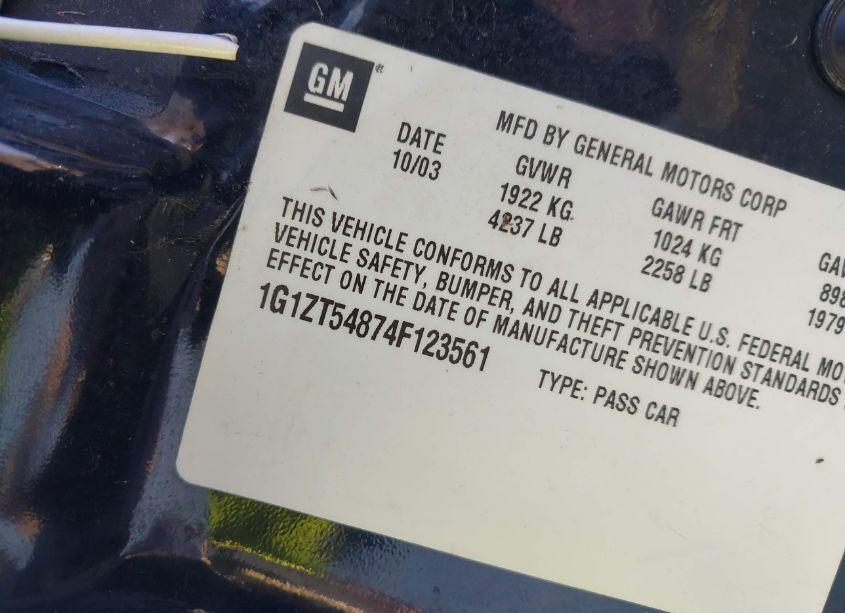 GM®
MFD BY GENERAL MOTORS CORP
DATE GVWR GAWR FRT
10/03 1922 KG 1024 KG 898
4237 LB 2258 LB 1979
THIS VEHICLE CONFORMS TO ALL APPLICABLE U.S. FEDERAL
VEHICLE SAFETY, BUMPER, AND THEFT PREVENTION STANDARDS
EFFECT ON THE DATE OF MANUFACTURE SHOWN ABOVE.
1G1ZT54874F123561
TYPE: PASS CAR